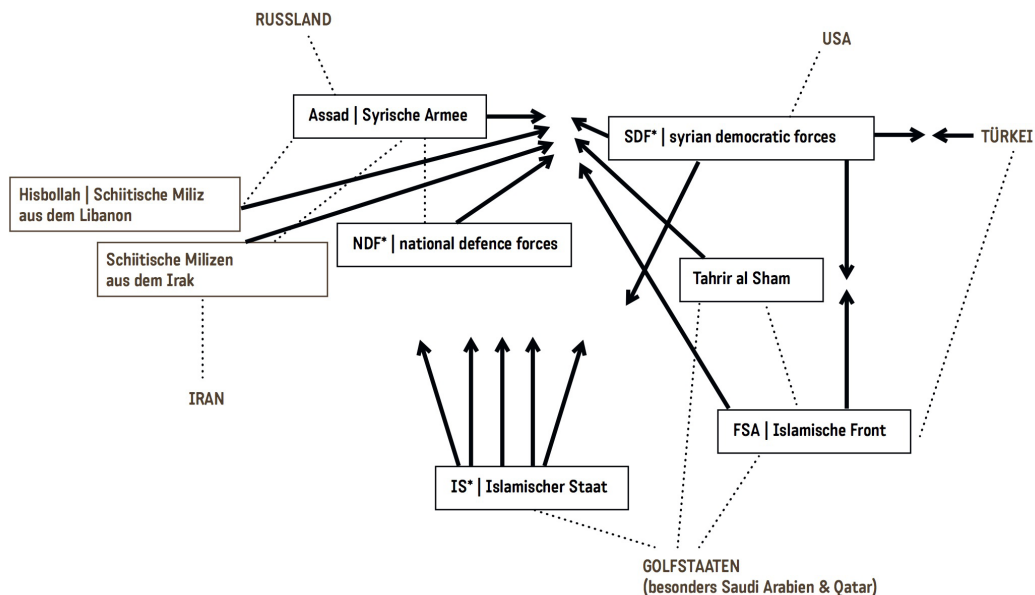 RUSSLAND
USA
Assad | Syrische Armee
SDF* | syrian democratic forces
TÜRKEI
Hisbollah | Schiitische Miliz
aus dem Libanon
NDF* | national defence forces
Schiitische Milizen
aus dem Irak
Tahrir al Sham
IRAN
FSA | Islamische Front
IS* | Islamischer Staat
GOLFSTAATEN
(besonders Saudi Arabien & Qatar)